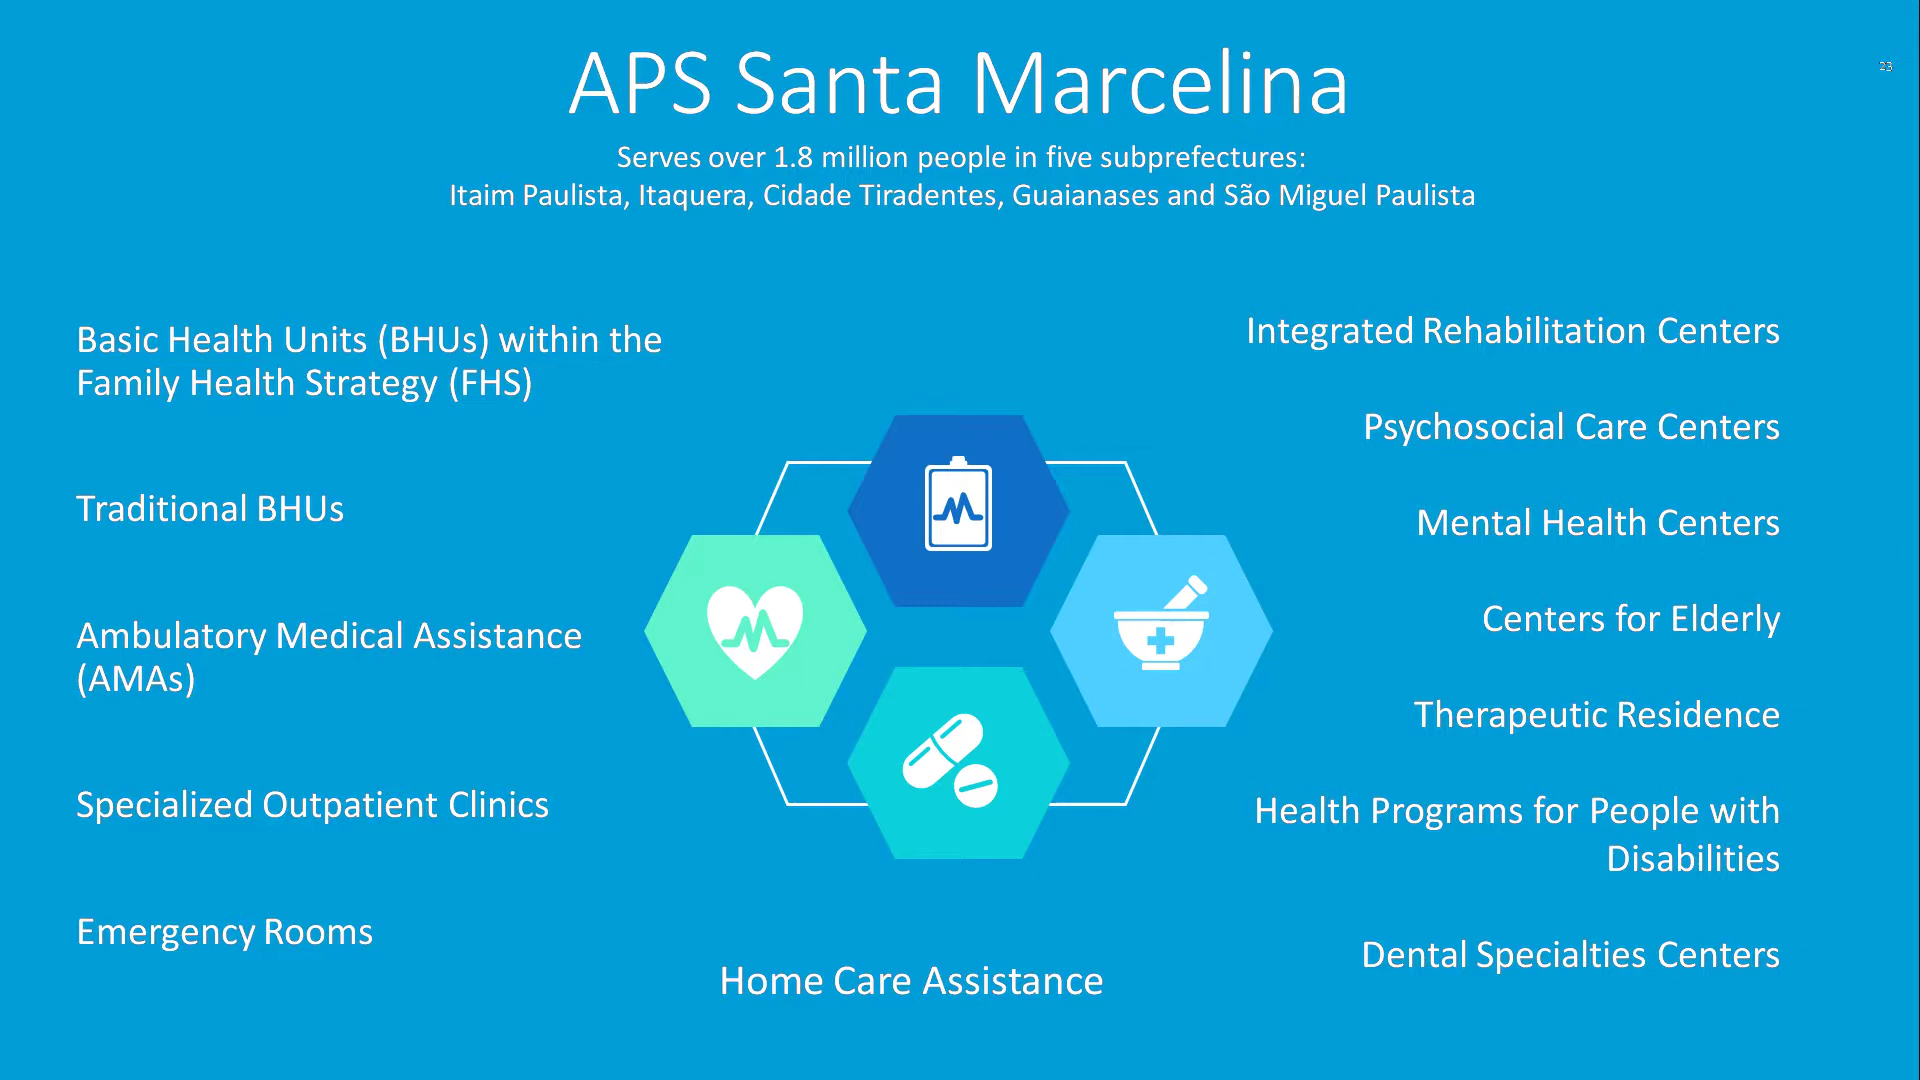 APS Santa Marcelina
23
Serves over 1.8 million people in five subprefectures:
Itaim Paulista, Itaquera, Cidade Tiradentes, Guaianases and São Miguel Paulista
Basic Health Units (BHUs) within the
Family Health Strategy (FHS)
Traditional BHUs
Ambulatory Medical Assistance
(AMAs)
Specialized Outpatient Clinics
Emergency Rooms
Home Care Assistance
Integrated Rehabilitation Centers
Psychosocial Care Centers
Mental Health Centers
Centers for Elderly
Therapeutic Residence
Health Programs for People with
Disabilities
Dental Specialties Centers